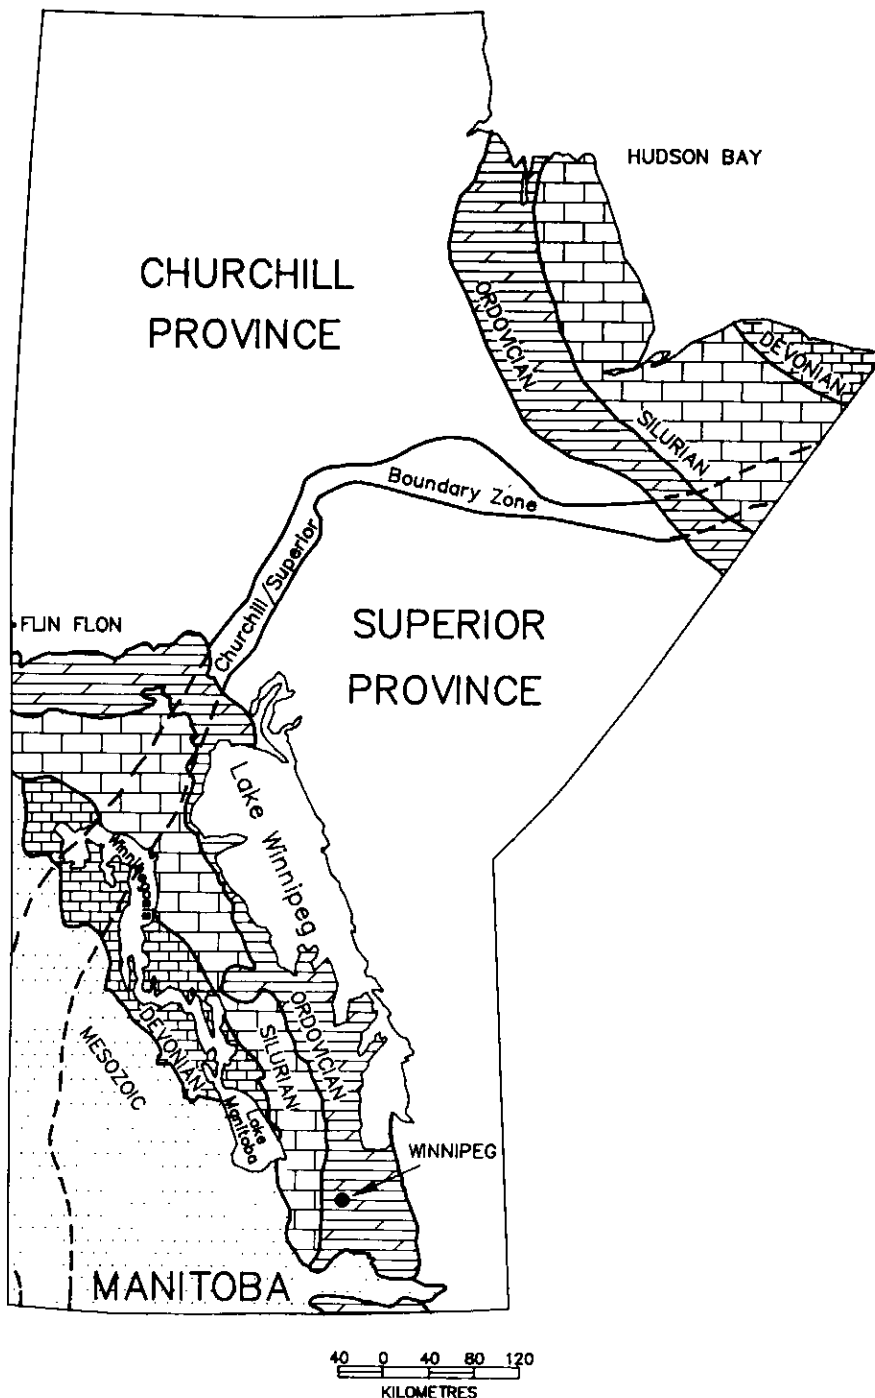 HUDSON BAY
CHURCHILL
PROVINCE
ORDOVICIAN
DEVONIAN
SILURIAN
Boundary Zone
Churchill/Superior
FLIN FLON
SUPERIOR
PROVINCE
Lake Winnipeg
Winnipegosis
ORDOVICIAN
SILURIAN
DEVONIAN
MESOZOIC
Lake
Manitoba
WINNIPEG
MANITOBA
40 0 40 80 120
KILOMETRES